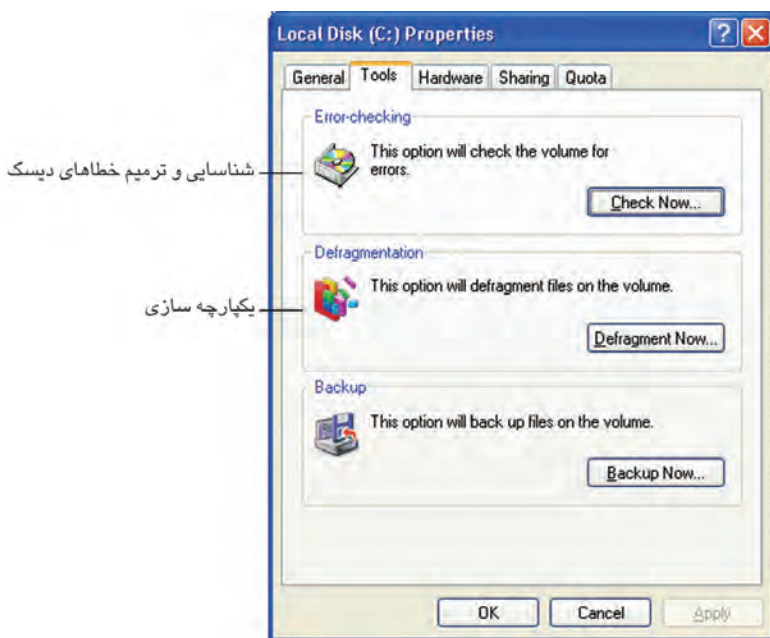 Local Disk (C:) Properties
General Tools Hardware Sharing Quota
Error-checking
This option will check the volume for
errors.
شناسایی و ترمیم خطاهای دیسک
Check Now...
Defragmentation
This option will defragment files on the volume.
یکپارچه سازی
Defragment Now...
Backup
This option will back up files on the volume.
Backup Now...
OK Cancel Apply